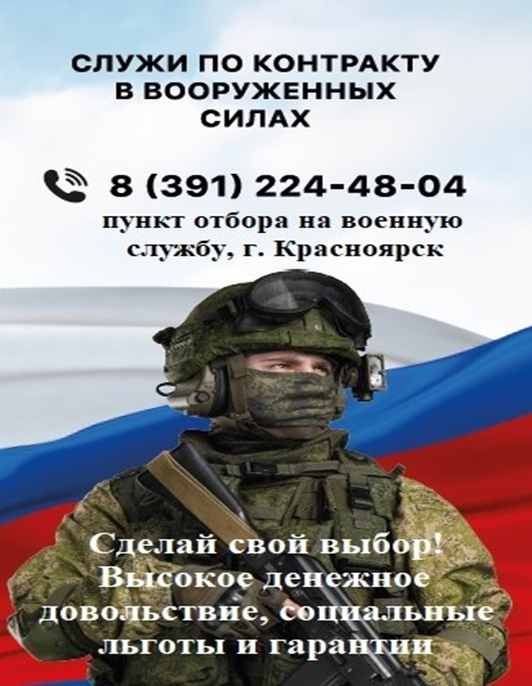 СЛУЖИ ПО КОНТРАКТУ
В ВООРУЖЕННЫХ
СИЛАХ
8 (391) 224-48-04
пункт отбора на военную
службу, г. Красноярск
Сделай свой выбор!
Высокое денежное
довольствие, социальные
льготы и гарантии